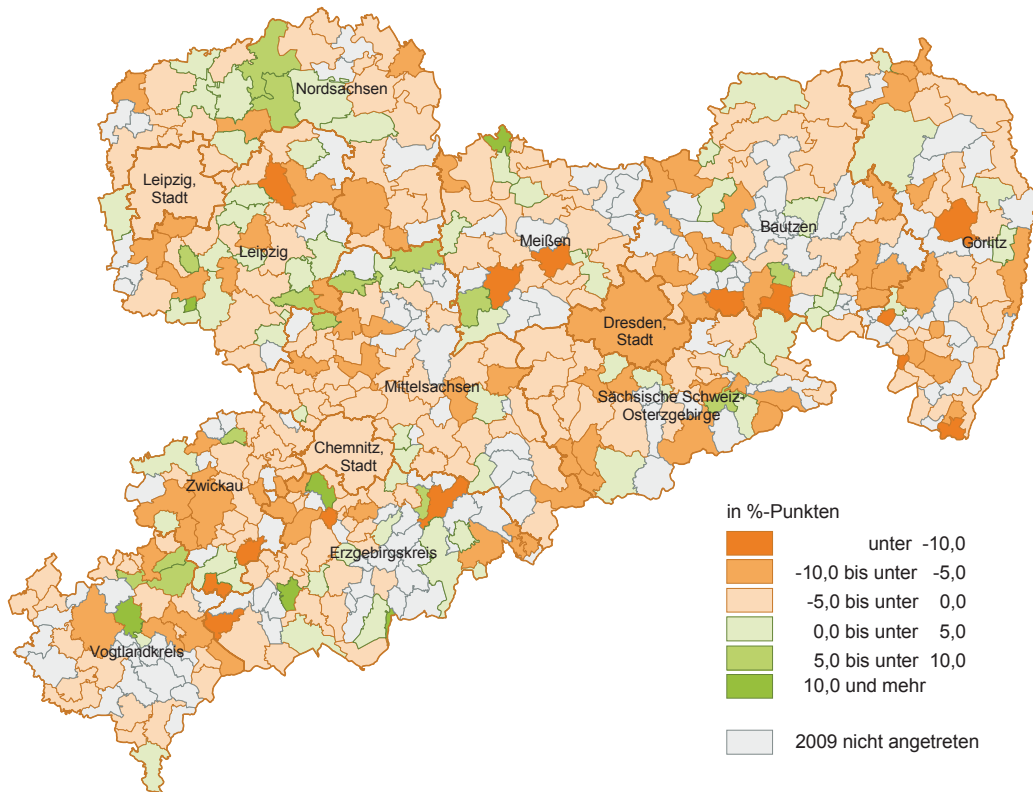 Nordsachsen
Leipzig,
Stadt
Leipzig
Meißen
Bautzen
Görlitz
Dresden,
Stadt
Mittelsachsen
Sächsische Schweiz-
Osterzgebirge
Chemnitz,
Stadt
Zwickau
Erzgebirgskreis
Vogtlandkreis
in %-Punkten
unter -10,0
-10,0 bis unter -5,0
-5,0 bis unter 0,0
0,0 bis unter 5,0
5,0 bis unter 10,0
10,0 und mehr
2009 nicht angetreten